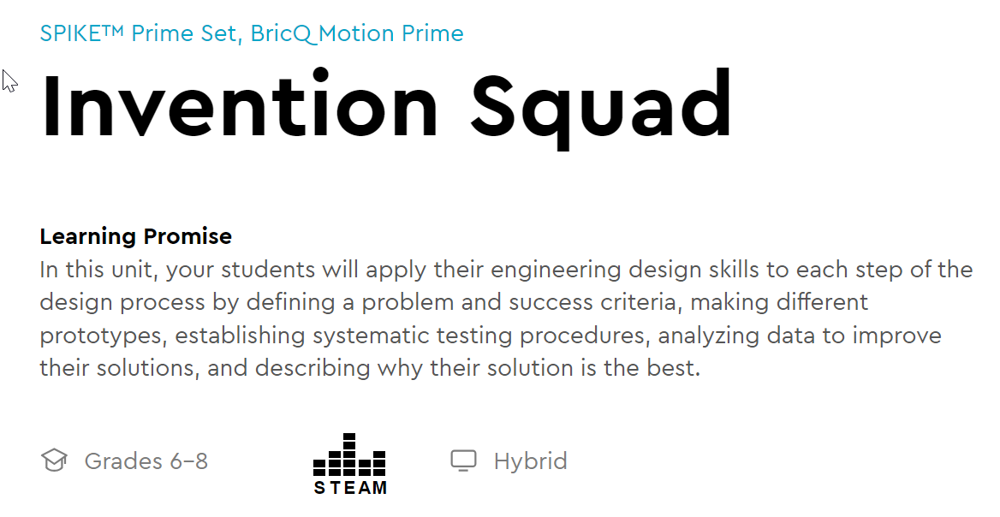 SPIKE™ Prime Set, BricQ Motion Prime
Invention Squad
Learning Promise
In this unit, your students will apply their engineering design skills to each step of the
design process by defining a problem and success criteria, making different
prototypes, establishing systematic testing procedures, analyzing data to improve
their solutions, and describing why their solution is the best.
Grades 6–8
STEAM
Hybrid